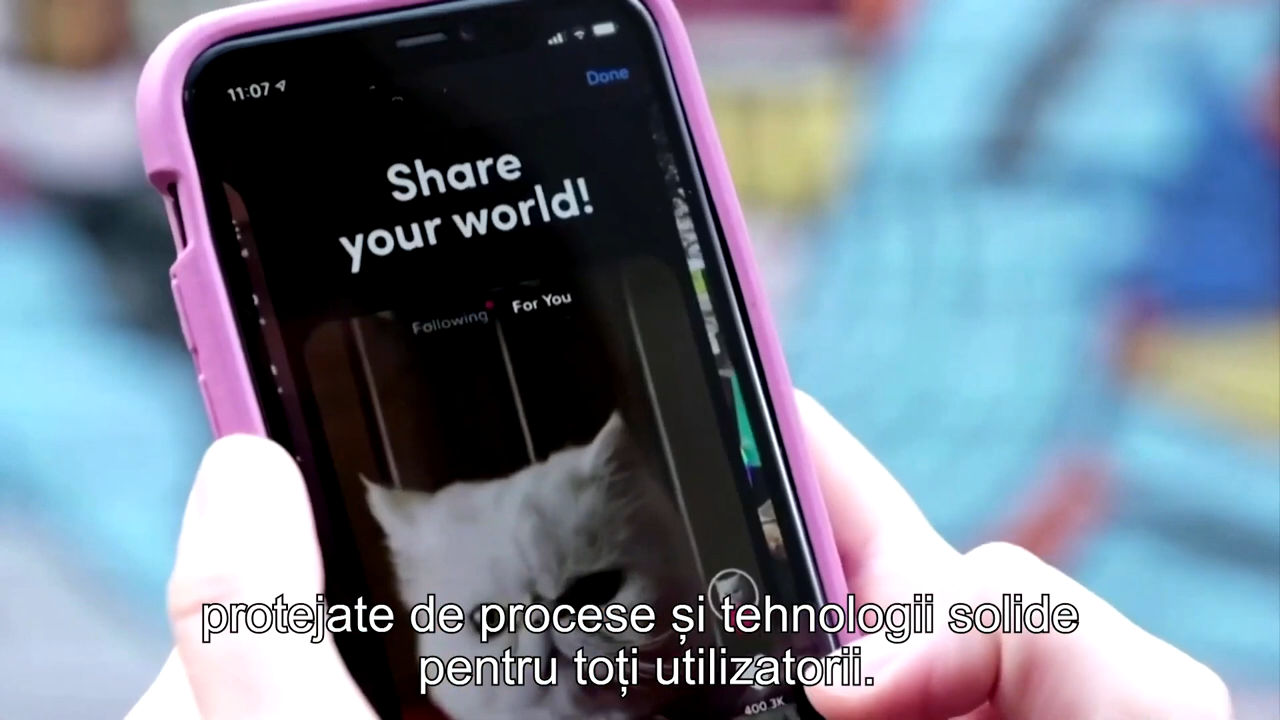 11:07
Done
Share
your world!
Following
For You
protejate de procese și tehnologii solide
pentru toți utilizatorii.
400.3K